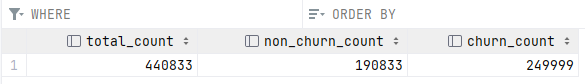 WHERE ORDER BY
total_count non_churn_count churn_count
1 440833 190833 249999